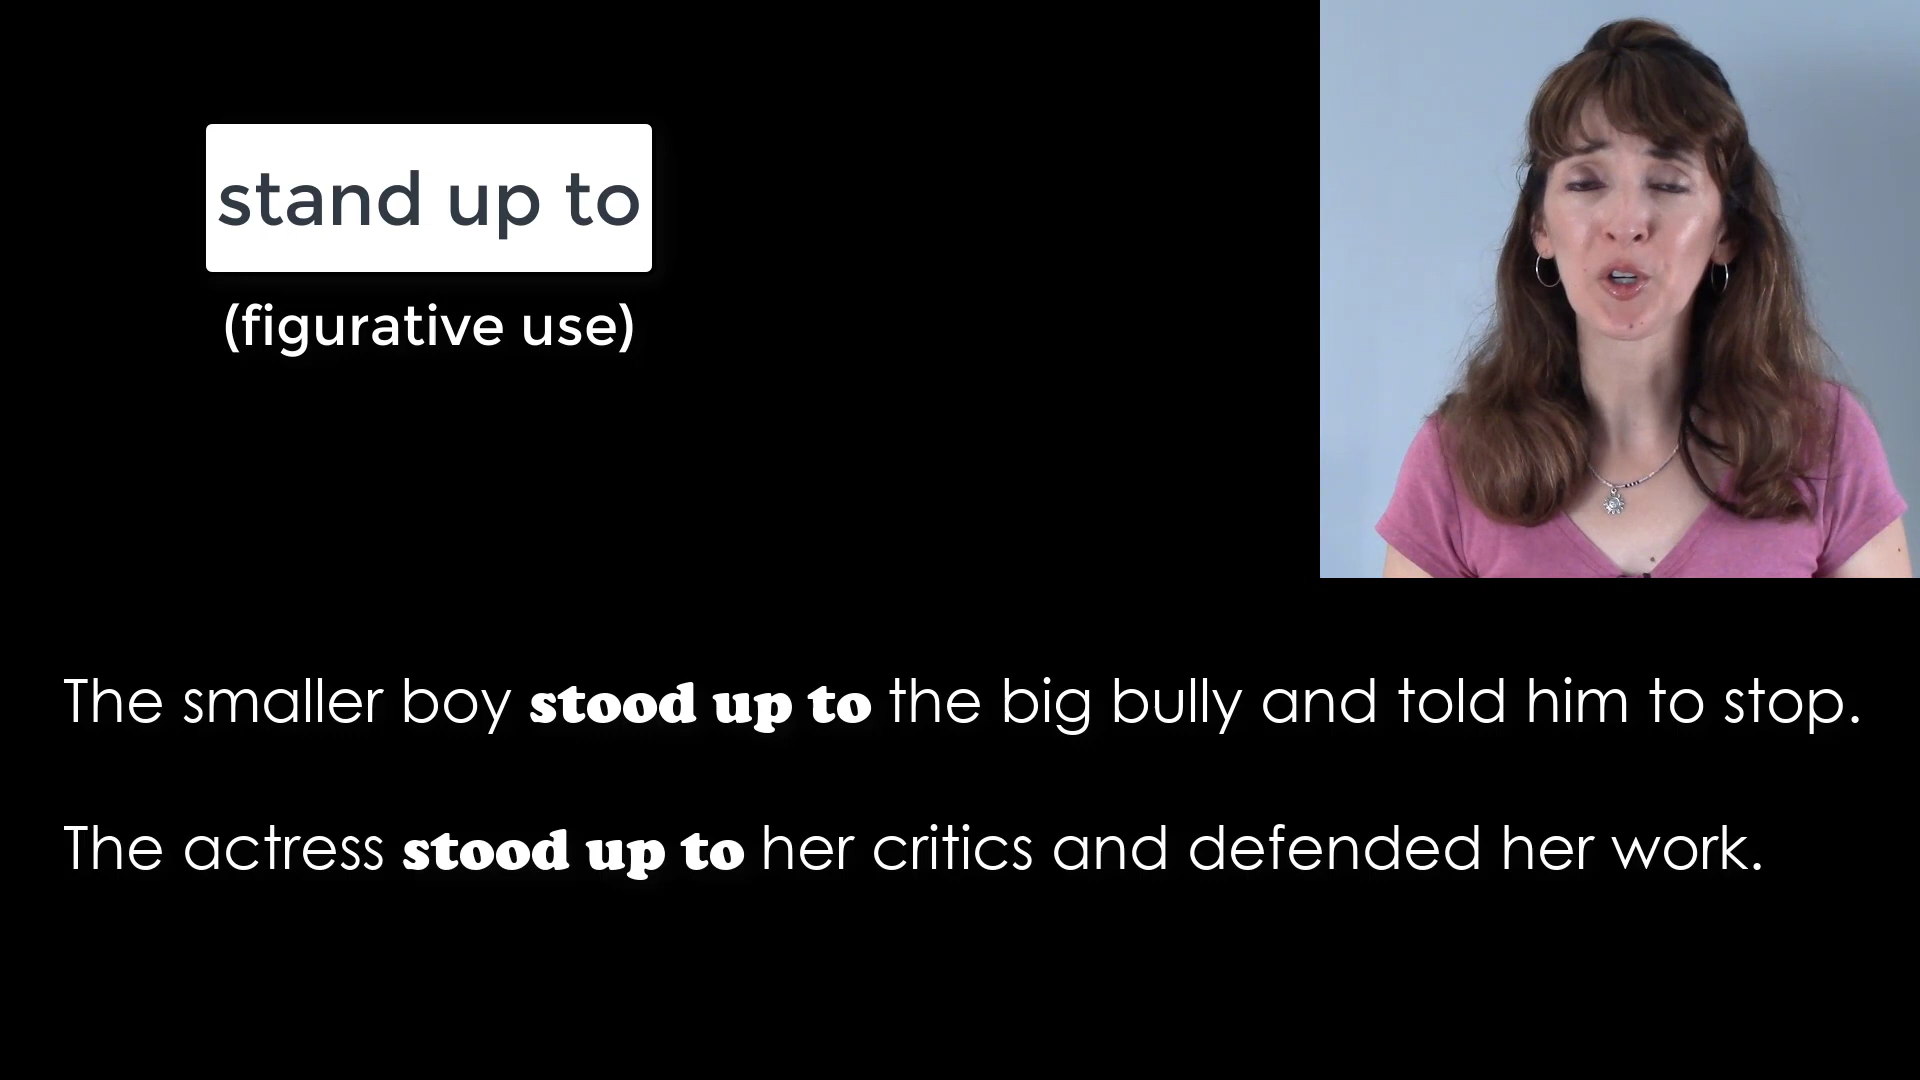 stand up to
(figurative use)
The smaller boy stood up to the big bully and told him to stop.
The actress stood up to her critics and defended her work.